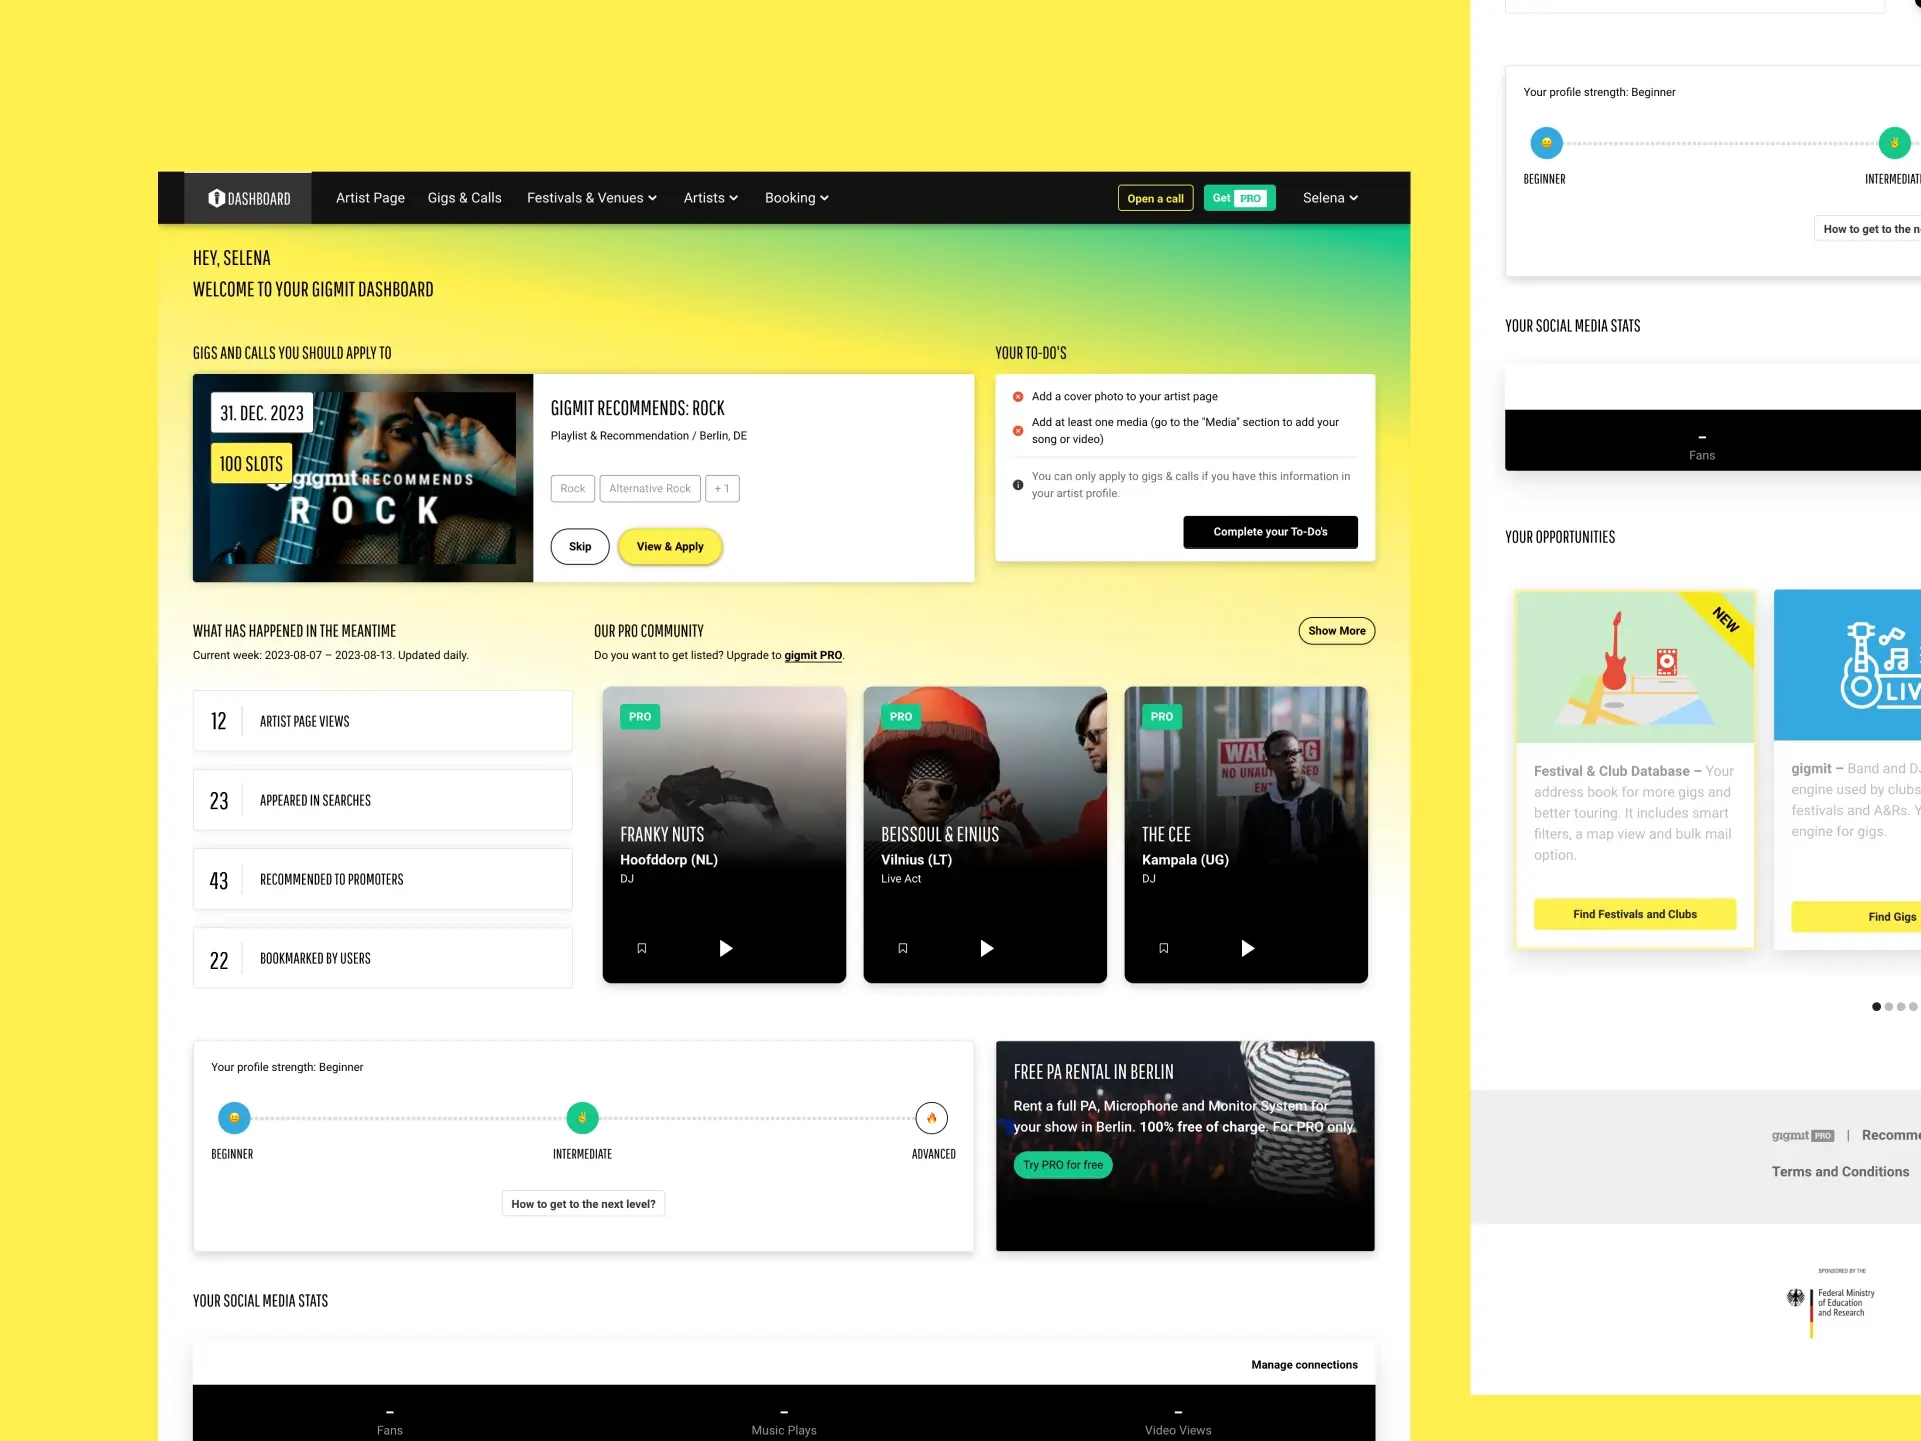 DASHBOARD
Artist Page
Gigs & Calls
Festivals & Venues
Artists
Booking
Open a call
Get PRO
Selena
HEY, SELENA
WELCOME TO YOUR GIGMIT DASHBOARD
GIGS AND CALLS YOU SHOULD APPLY TO
31. DEC. 2023
100 SLOTS
gigmit RECOMMENDS
ROCK
GIGMIT RECOMMENDS: ROCK
Playlist & Recommendation / Berlin, DE
Rock
Alternative Rock
+ 1
Skip
View & Apply
YOUR TO-DO'S
Add a cover photo to your artist page
Add at least one media (go to the "Media" section to add your
song or video)
You can only apply to gigs & calls if you have this information in
your artist profile.
Complete your To-Do's
WHAT HAS HAPPENED IN THE MEANTIME
Current week: 2023-08-07 – 2023-08-13. Updated daily.
12 ARTIST PAGE VIEWS
23 APPEARED IN SEARCHES
43 RECOMMENDED TO PROMOTERS
22 BOOKMARKED BY USERS
OUR PRO COMMUNITY
Do you want to get listed? Upgrade to gigmit PRO.
Show More
PRO
FRANKY NUTS
Hoofddorp (NL)
DJ
PRO
BEISSOUL & EINIUS
Vilnius (LT)
Live Act
PRO
WARNING
NO UNAU SED
ENT
THE CEE
Kampala (UG)
DJ
Your profile strength: Beginner
BEGINNER
INTERMEDIATE
ADVANCED
How to get to the next level?
FREE PA RENTAL IN BERLIN
Rent a full PA, Microphone and Monitor System for
your show in Berlin. 100% free of charge. For PRO only.
Try PRO for free
YOUR SOCIAL MEDIA STATS
Manage connections
– Fans
– Music Plays
– Video Views
Your profile strength: Beginner
BEGINNER
INTERMEDIATE
How to get to the n
YOUR SOCIAL MEDIA STATS
–
Fans
YOUR OPPORTUNITIES
NEW
Festival & Club Database – Your
address book for more gigs and
better touring. It includes smart
filters, a map view and bulk mail
option.
Find Festivals and Clubs
LIV
gigmit – Band and DJ
engine used by clubs
festivals and A&Rs. Y
engine for gigs.
Find Gigs
gigmit PRO | Recomme
Terms and Conditions
SPONSORED BY THE
Federal Ministry
of Education
and Research